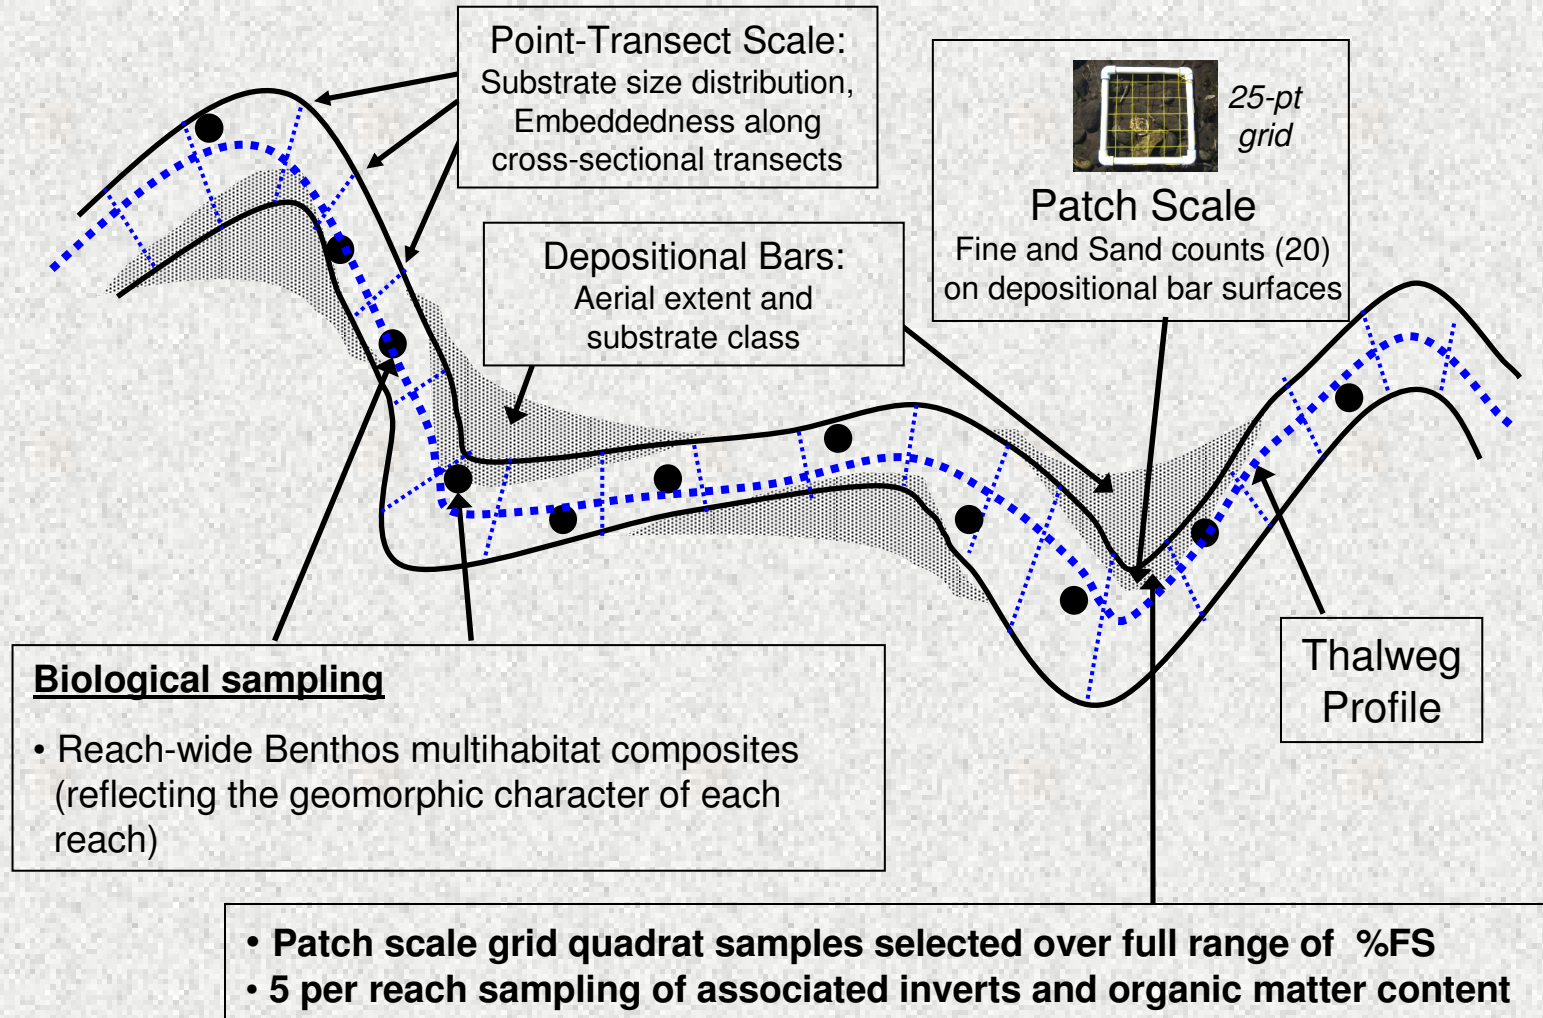 Point-Transect Scale:
Substrate size distribution,
Embeddedness along
cross-sectional transects
25-pt
grid
Patch Scale
Fine and Sand counts (20)
on depositional bar surfaces
Depositional Bars:
Aerial extent and
substrate class
Thalweg
Profile
Biological sampling
• Reach-wide Benthos multihabitat composites
(reflecting the geomorphic character of each
reach)
• Patch scale grid quadrat samples selected over full range of %FS
• 5 per reach sampling of associated inverts and organic matter content